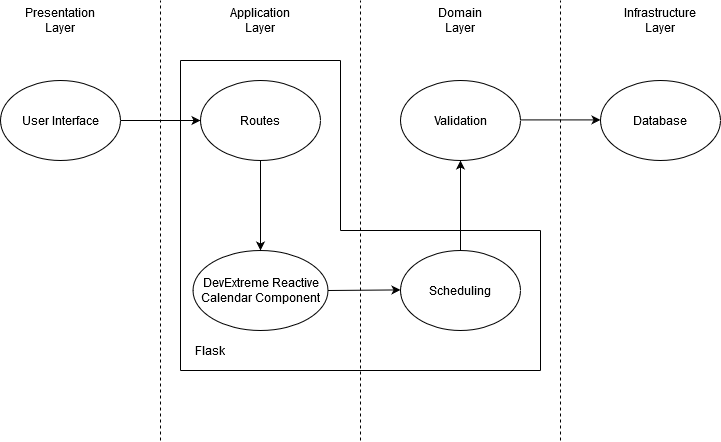 Presentation
Layer
Application
Layer
Domain
Layer
Infrastructure
Layer
User Interface
Routes
Validation
Database
DevExtreme Reactive
Calendar Component
Scheduling
Flask